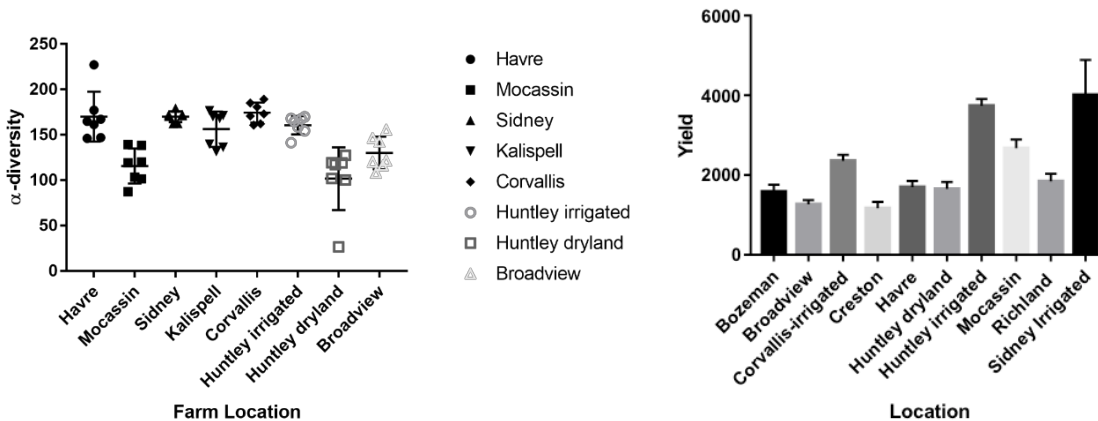 250
200
150
100
50
0
α-diversity
Havre
Mocassin
Sidney
Kalispell
Corvallis
Huntley irrigated
Huntley dryland
Broadview
Farm Location
Havre
Mocassin
Sidney
Kalispell
Corvallis
Huntley irrigated
Huntley dryland
Broadview
6000
4000
2000
0
Yield
Bozeman
Broadview
Corvallis-irrigated
Creston
Havre
Huntley dryland
Huntley irrigated
Mocassin
Richland
Sidney Irrigated
Location